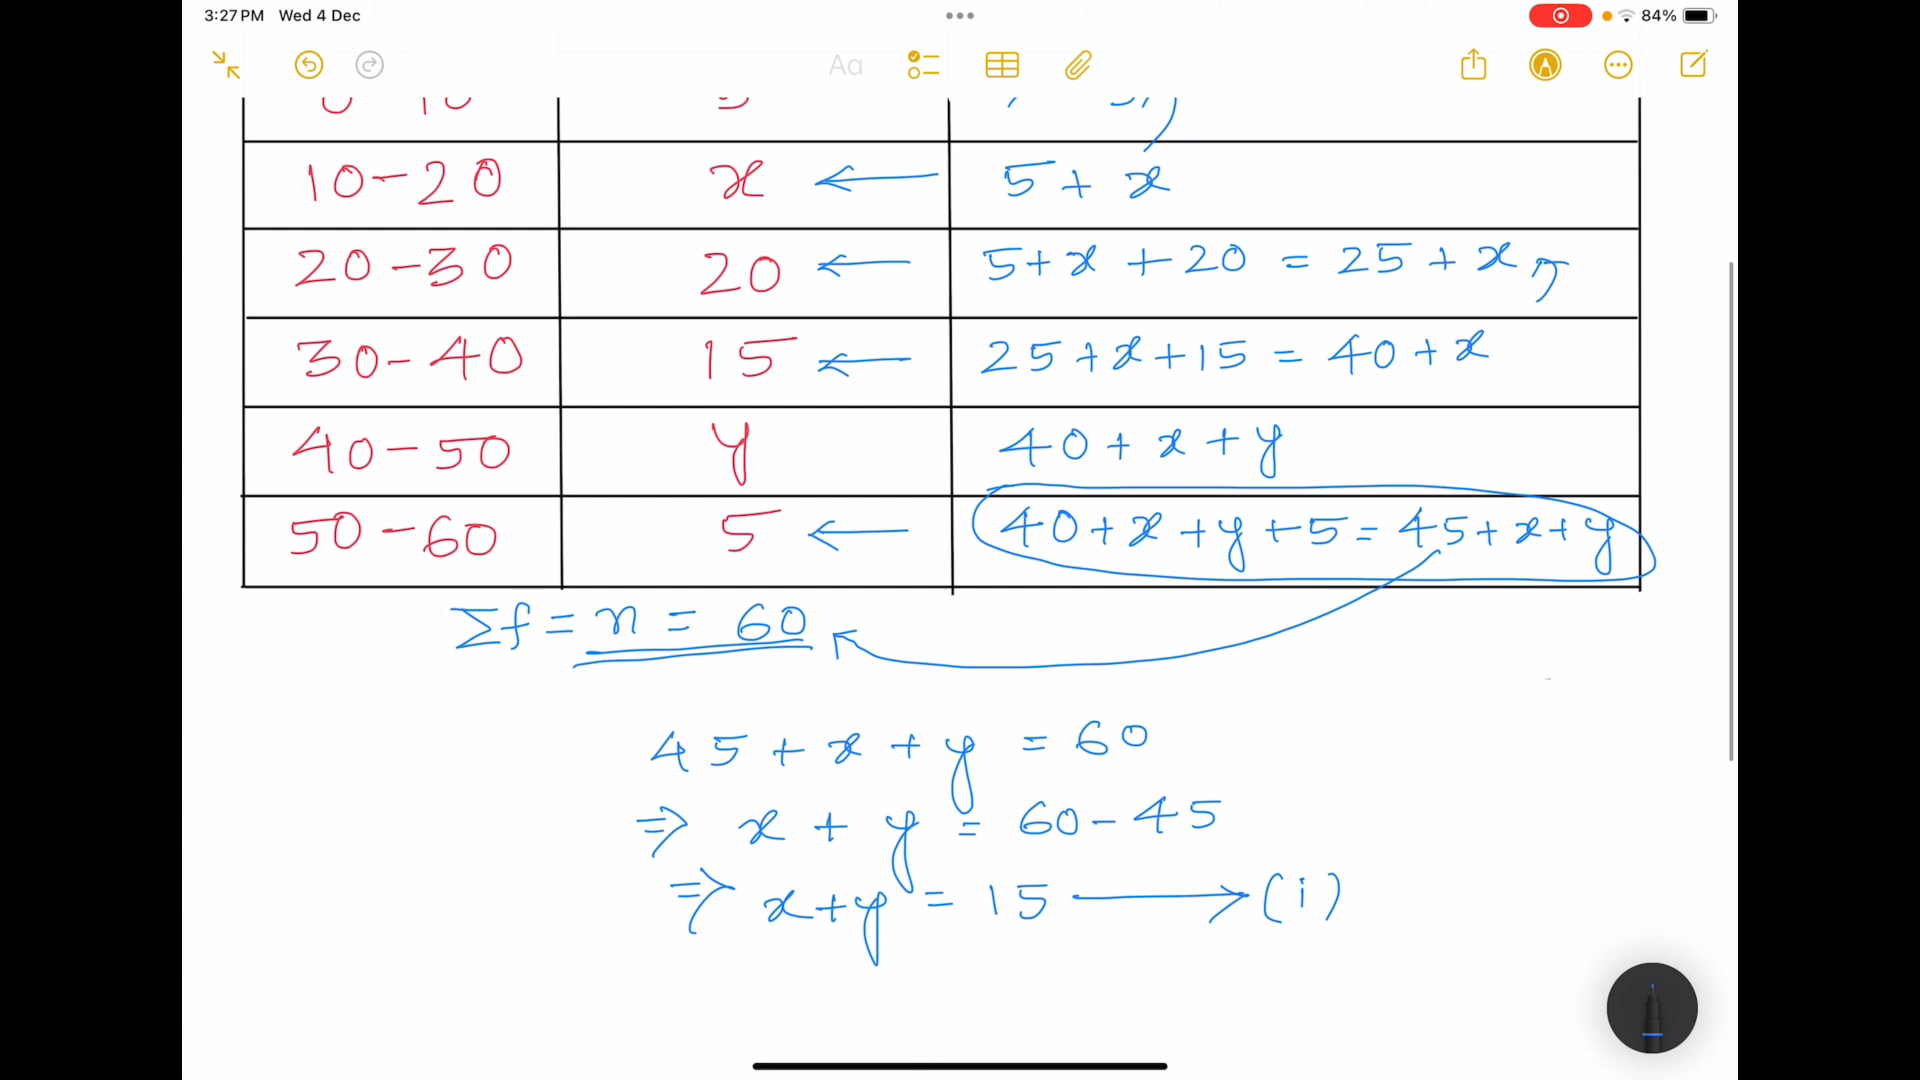 3:27 PM Wed 4 Dec
84%
Aa
10-20 x ← 5 + x
20-30 20 ← 5+x+20 = 25+x,,
30-40 15 ← 25+x+15 = 40+x
40-50 y 40+x+y
50-60 5 ← 40+x+y+5=45+x+y
Σf = n = 60
45+x+y = 60
⇒ x + y = 60-45
⇒ x+y = 15 ⟶ (i)